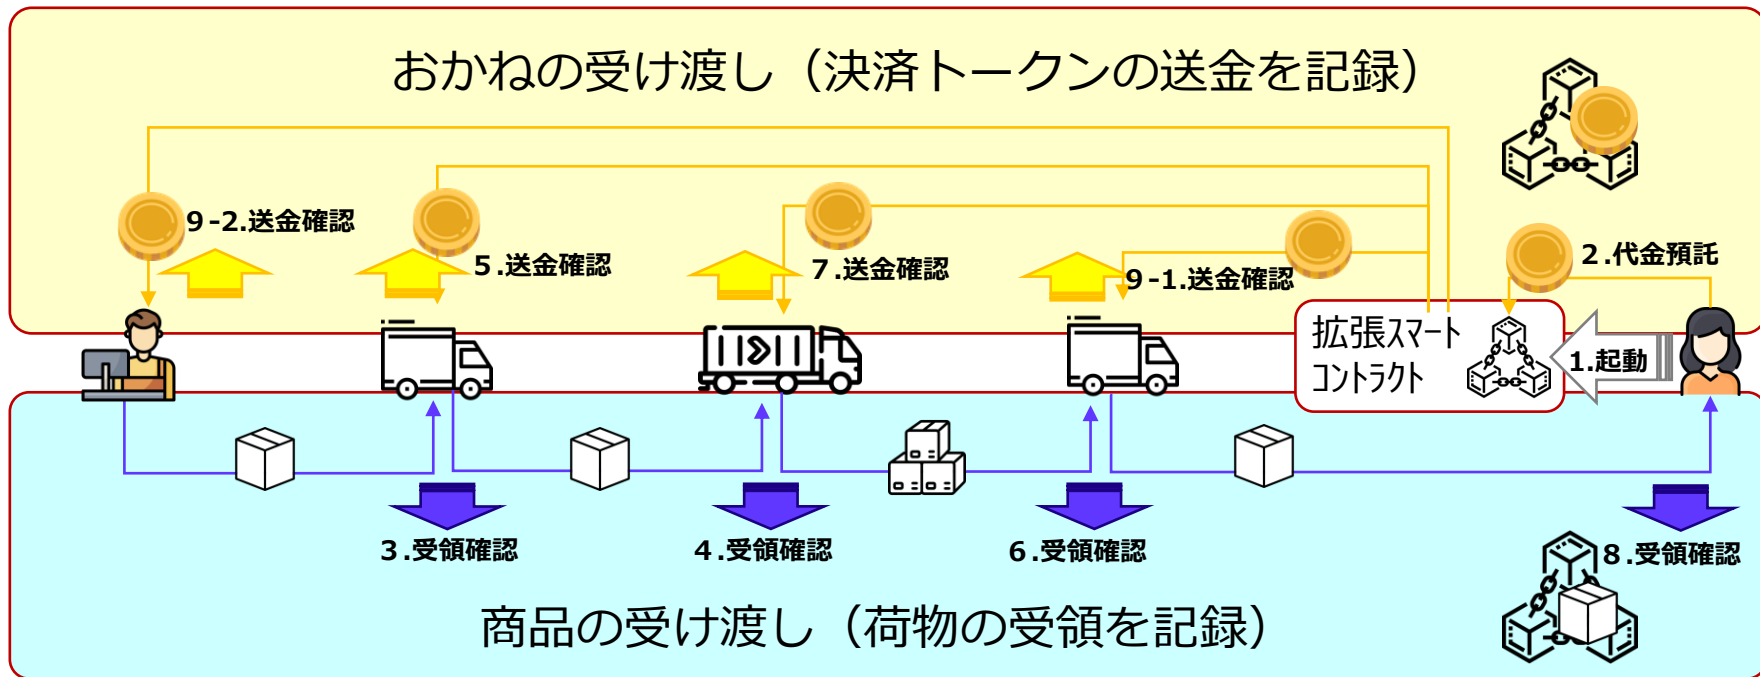 おかねの受け渡し（決済トークンの送金を記録）
９-２.送金確認
５.送金確認
７.送金確認
９-１.送金確認
２.代金預託
拡張スマート
コントラクト
１.起動
３.受領確認
４.受領確認
６.受領確認
８.受領確認
商品の受け渡し（荷物の受領を記録）